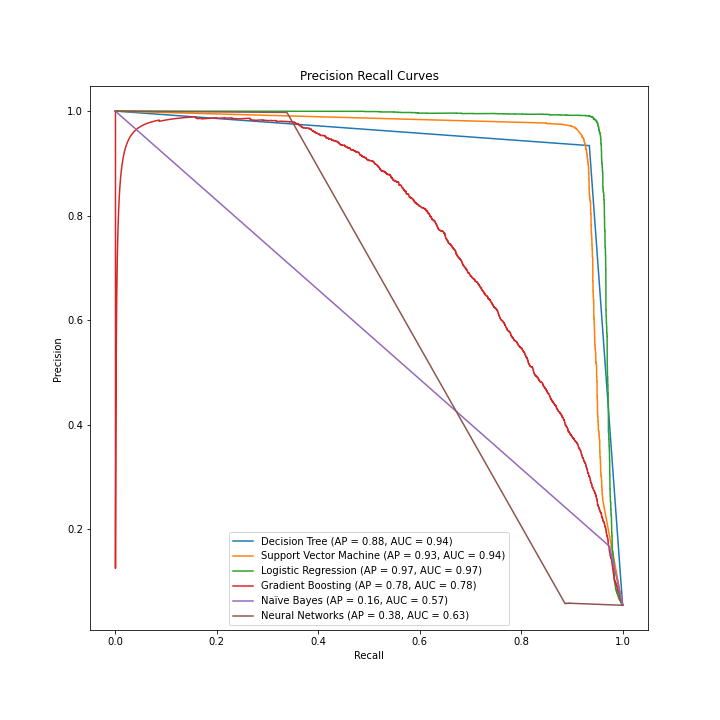 Precision Recall Curves
1.0
0.8
0.6
0.4
0.2
Precision
Decision Tree (AP = 0.88, AUC = 0.94)
Support Vector Machine (AP = 0.93, AUC = 0.94)
Logistic Regression (AP = 0.97, AUC = 0.97)
Gradient Boosting (AP = 0.78, AUC = 0.78)
Naïve Bayes (AP = 0.16, AUC = 0.57)
Neural Networks (AP = 0.38, AUC = 0.63)
0.0 0.2 0.4 0.6 0.8 1.0
Recall